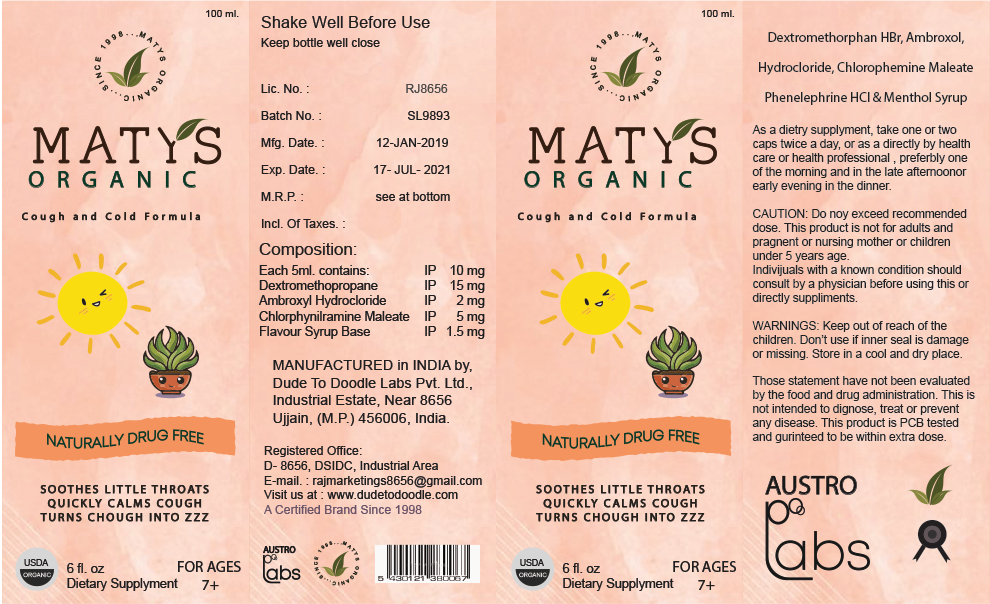 100 ml.
SINCE 1998...MATYS ORGANIC...
MATY'S
ORGANIC
Cough and Cold Formula
NATURALLY DRUG FREE
SOOTHES LITTLE THROATS
QUICKLY CALMS COUGH
TURNS CHOUGH INTO ZZZ
USDA
ORGANIC
6 fl. oz
Dietary Supplyment
FOR AGES
7+
Shake Well Before Use
Keep bottle well close
Lic. No. : RJ8656
Batch No. : SL9893
Mfg. Date. : 12-JAN-2019
Exp. Date. : 17- JUL- 2021
M.R.P. : see at bottom
Incl. Of Taxes. :
Composition:
Each 5ml. contains: IP 10 mg
Dextromethopropane IP 15 mg
Ambroxyl Hydrocloride IP 2 mg
Chlorphynilramine Maleate IP 5 mg
Flavour Syrup Base IP 1.5 mg
MANUFACTURED in INDIA by,
Dude To Doodle Labs Pvt. Ltd.,
Industrial Estate, Near 8656
Ujjain, (M.P.) 456006, India.
Registered Office:
D- 8656, DSIDC, Industrial Area
E-mail. : rajmarketings8656@gmail.com
Visit us at : www.dudetodoodle.com
A Certified Brand Since 1998
AUSTRO
Labs
SINCE 1998...MATYS ORGANIC...
5 430121 380067
100 ml.
SINCE 1998...MATYS ORGANIC...
MATY'S
ORGANIC
Cough and Cold Formula
NATURALLY DRUG FREE
SOOTHES LITTLE THROATS
QUICKLY CALMS COUGH
TURNS CHOUGH INTO ZZZ
USDA
ORGANIC
6 fl. oz
Dietary Supplyment
FOR AGES
7+
Dextromethorphan HBr, Ambroxol,
Hydrocloride, Chlorophemine Maleate
Phenelephrine HCl & Menthol Syrup
As a dietry supplyment, take one or two
caps twice a day, or as a directly by health
care or health professional , preferbly one
of the morning and in the late afternoonor
early evening in the dinner.
CAUTION: Do noy exceed recommended
dose. This product is not for adults and
pragnent or nursing mother or children
under 5 years age.
Indivijuals with a known condition should
consult by a physician before using this or
directly suppliments.
WARNINGS: Keep out of reach of the
children. Don't use if inner seal is damage
or missing. Store in a cool and dry place.
Those statement have not been evaluated
by the food and drug administration. This is
not intended to dignose, treat or prevent
any disease. This product is PCB tested
and gurinteed to be within extra dose.
AUSTRO
Labs